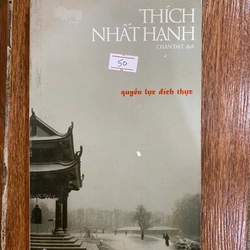 THÍCH
NHẤT HẠNH
CHÂN ĐẠT dịch
50
quyền lực đích thực